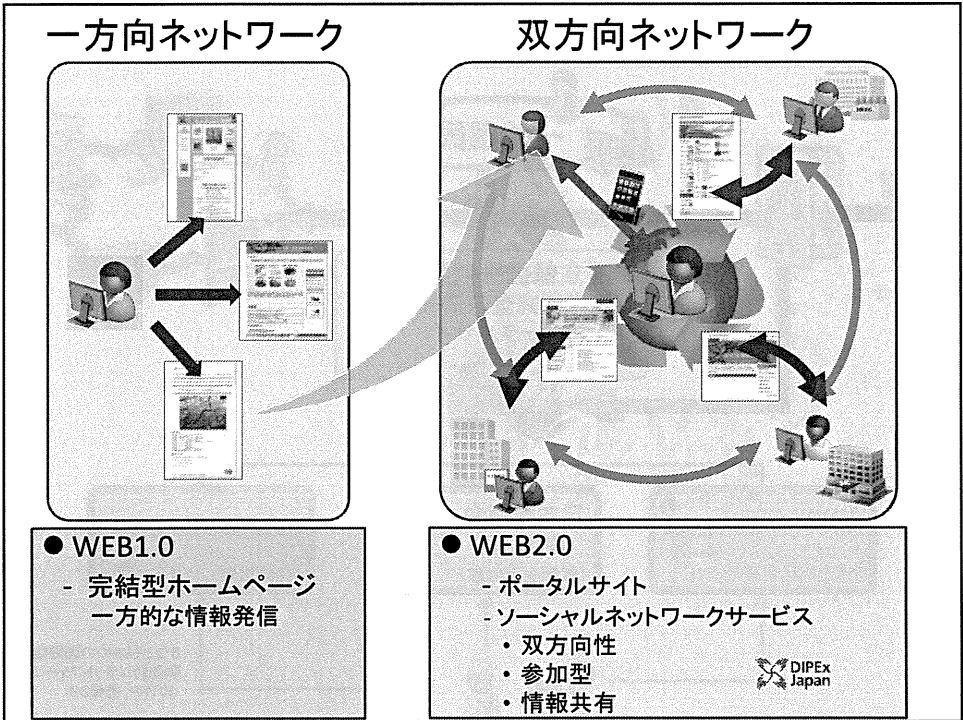 一方向ネットワーク
双方向ネットワーク
● WEB1.0
- 完結型ホームページ
一方的な情報発信
● WEB2.0
- ポータルサイト
- ソーシャルネットワークサービス
・ 双方向性
・ 参加型
・ 情報共有
DIPEx
Japan